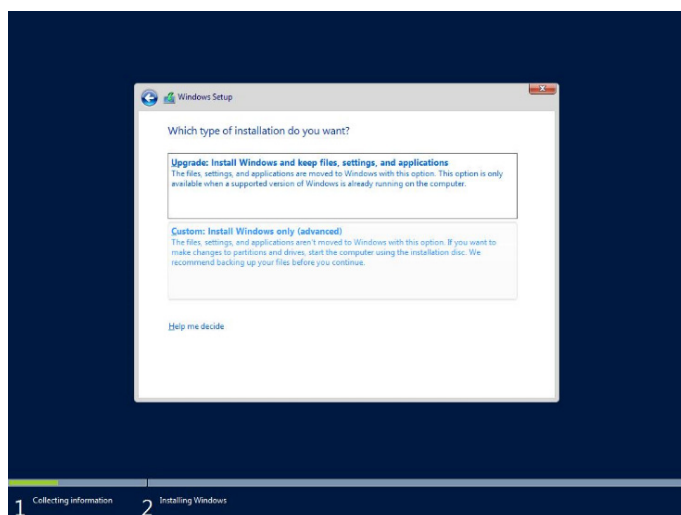 Windows Setup
Which type of installation do you want?
Upgrade: Install Windows and keep files, settings, and applications
The files, settings, and applications are moved to Windows with this option. This option is only
available when a supported version of Windows is already running on the computer.
Custom: Install Windows only (advanced)
The files, settings, and applications aren't moved to Windows with this option. If you want to
make changes to partitions and drives, start the computer using the installation disc. We
recommend backing up your files before you continue.
Help me decide
1 Collecting information 2 Installing Windows